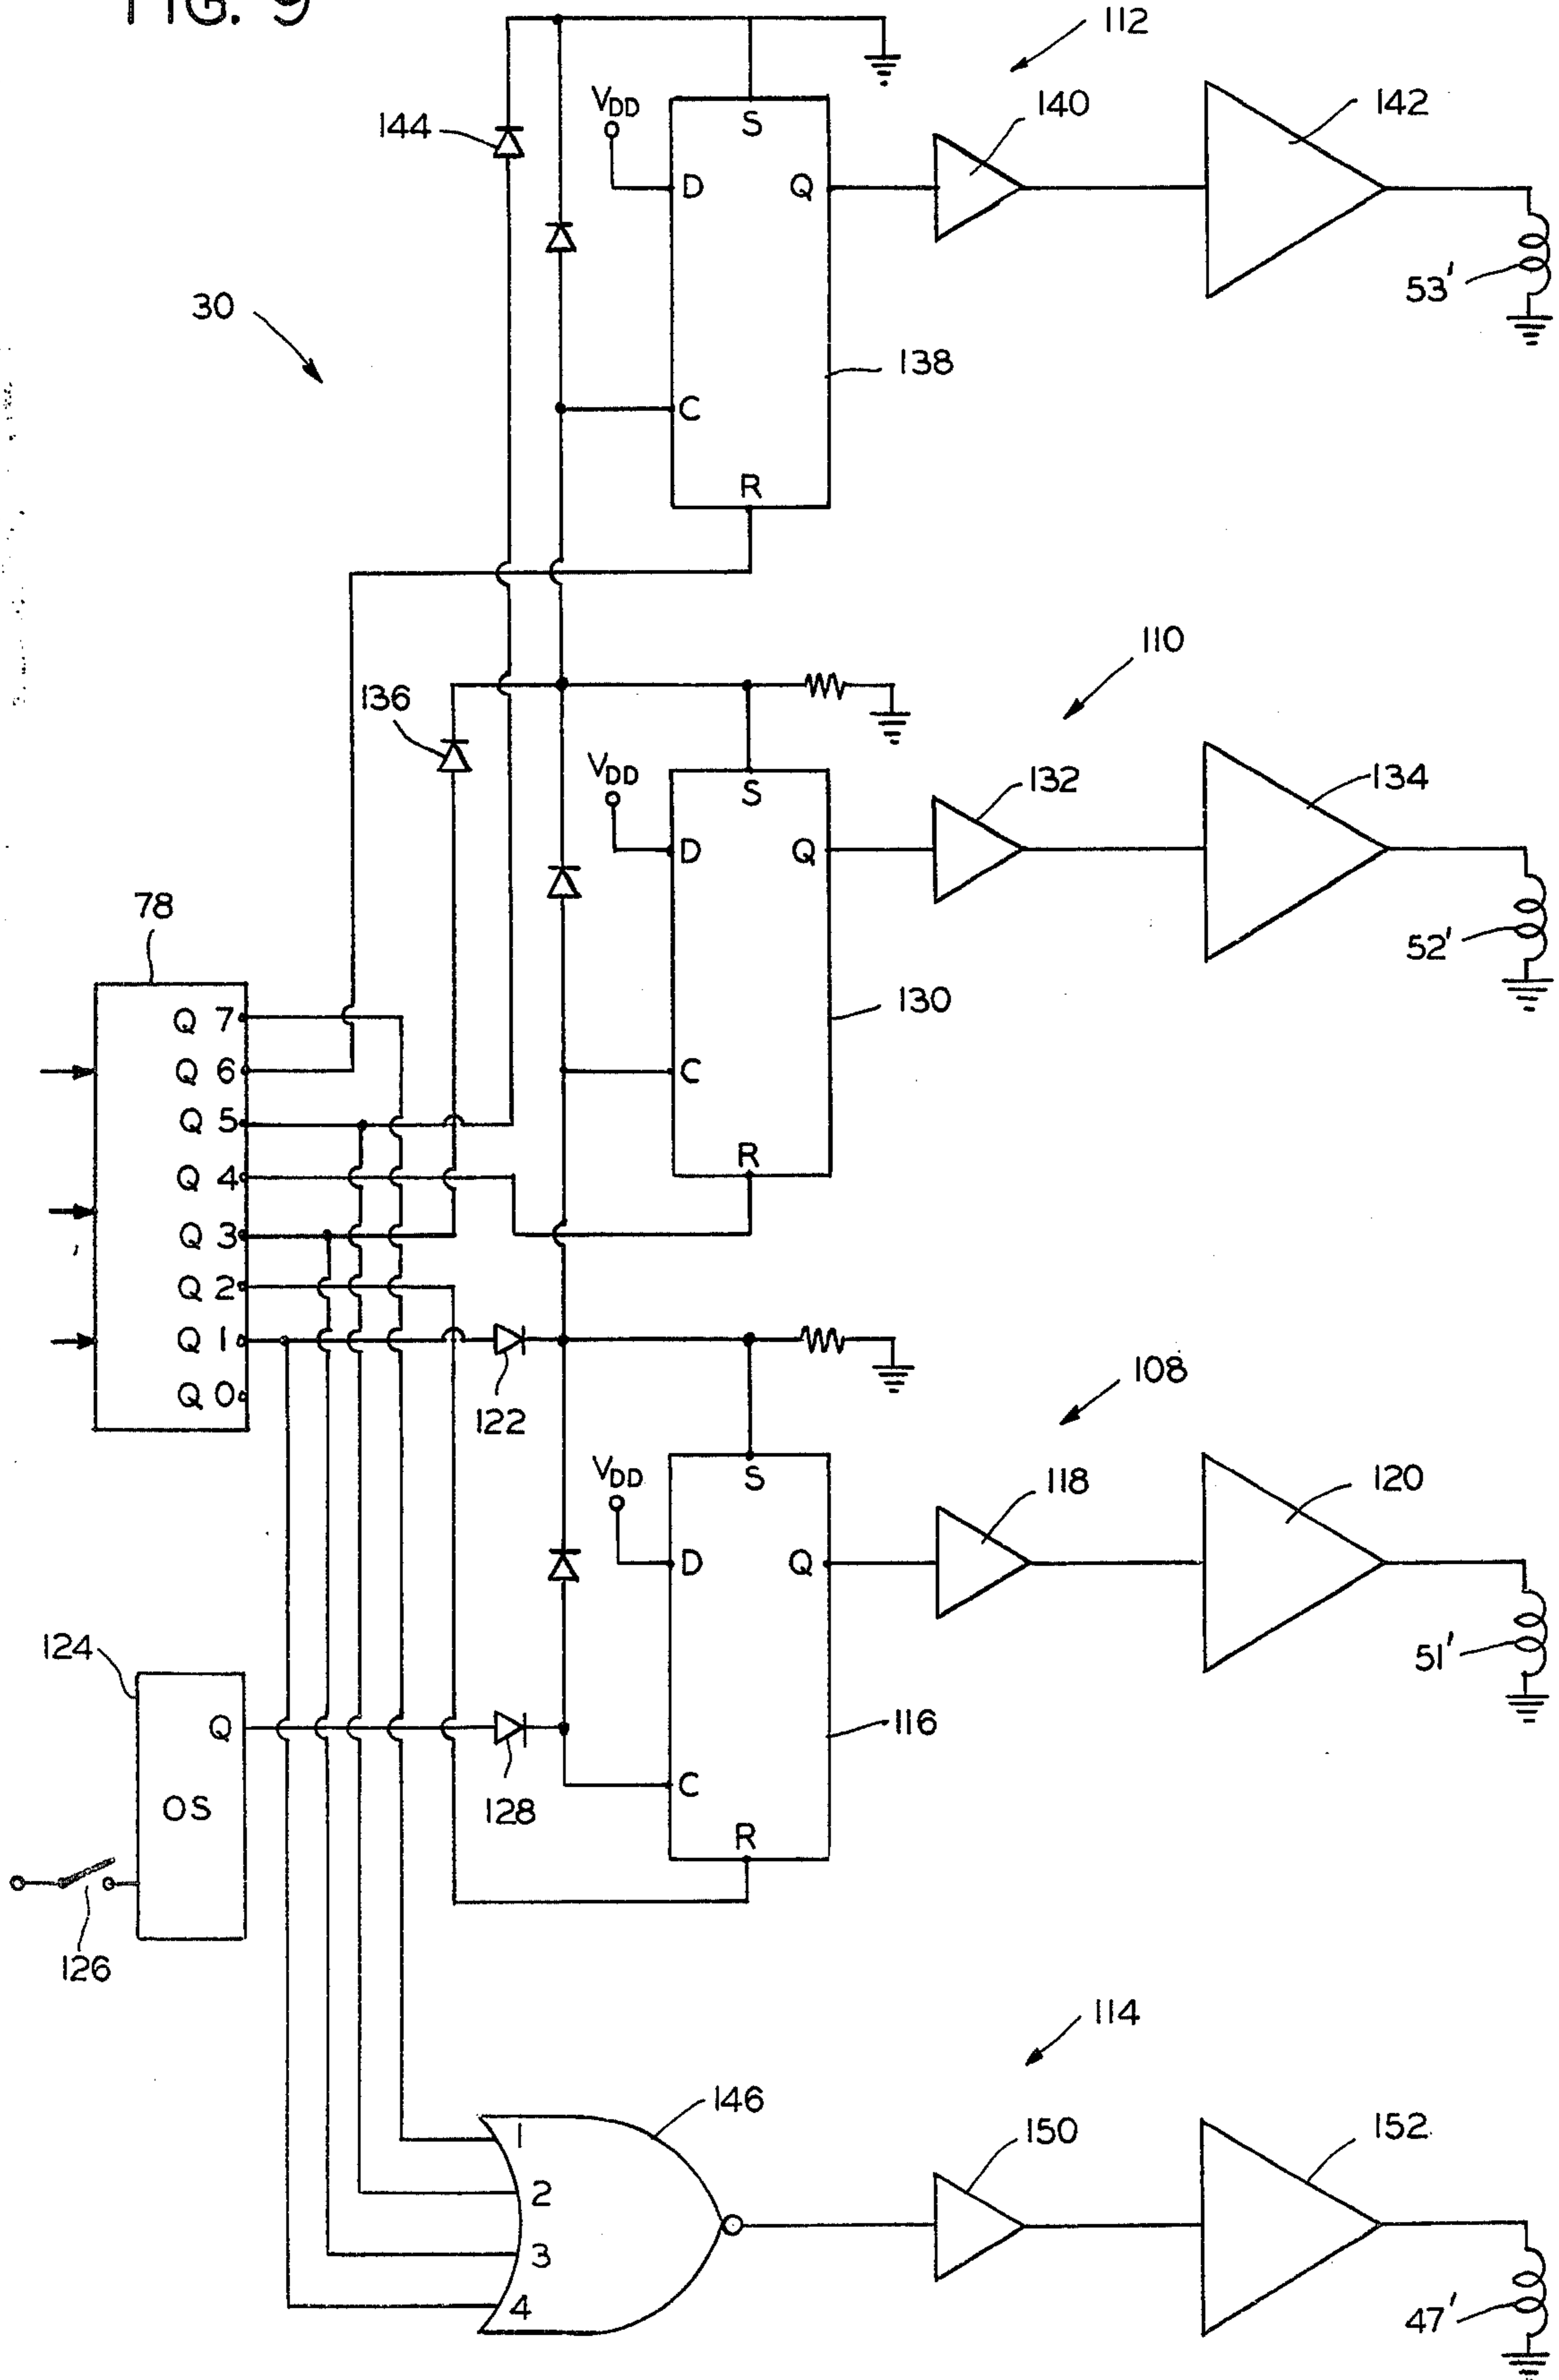 FIG. 9
112
140
142
144
VDD
S
D
Q
53'
30
138
C
R
110
136
132
134
VDD
S
D
Q
52'
78
130
Q 7
Q 6
C
Q 5
Q 4
R
Q 3
Q 2
Q 1
Q 0
108
122
118
120
VDD
S
D
Q
51'
124
Q
116
128
C
OS
R
126
114
146
150
152
1
2
3
4
47'